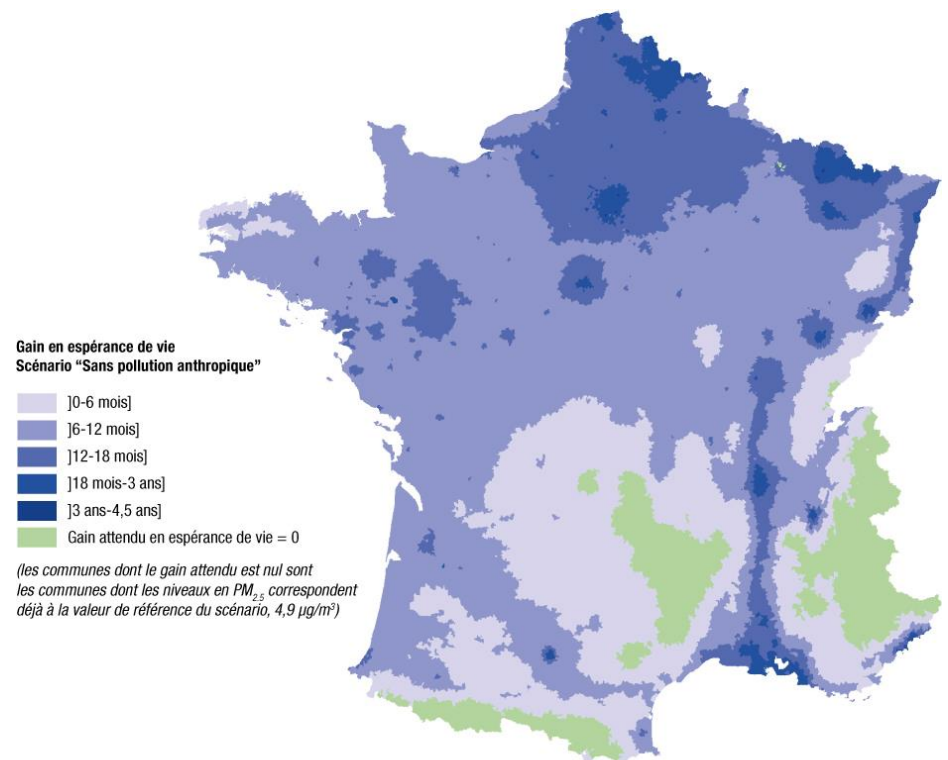 Gain en espérance de vie
Scénario “Sans pollution anthropique”
]0-6 mois]
]6-12 mois]
]12-18 mois]
]18 mois-3 ans]
]3 ans-4,5 ans]
Gain attendu en espérance de vie = 0
(les communes dont le gain attendu est nul sont
les communes dont les niveaux en PM2.5 correspondent
déjà à la valeur de référence du scénario, 4,9 µg/m³)